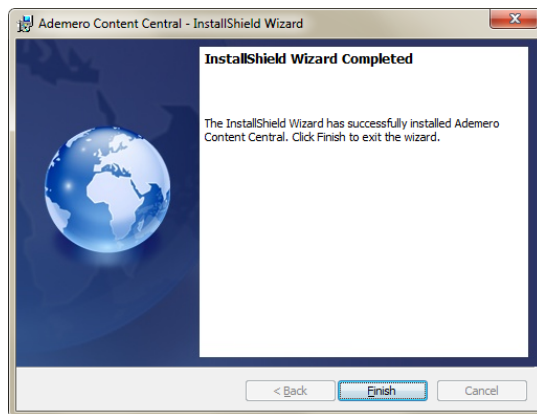 Ademero Content Central - InstallShield Wizard
InstallShield Wizard Completed
The InstallShield Wizard has successfully installed Ademero
Content Central. Click Finish to exit the wizard.
< Back
Finish
Cancel